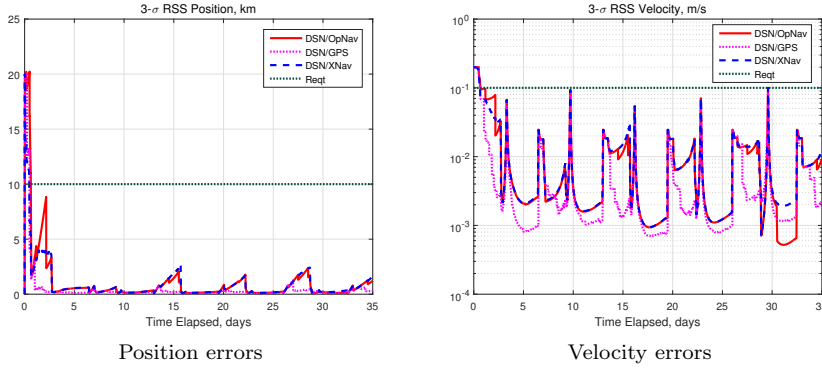 3-σ RSS Position, km
25
20
15
10
5
0
0 5 10 15 20 25 30 35
Time Elapsed, days
DSN/OpNav
DSN/GPS
DSN/XNav
Reqt
Position errors
3-σ RSS Velocity, m/s
10^0
10^-1
10^-2
10^-3
10^-4
0 5 10 15 20 25 30 35
Time Elapsed, days
DSN/OpNav
DSN/GPS
DSN/XNav
Reqt
Velocity errors